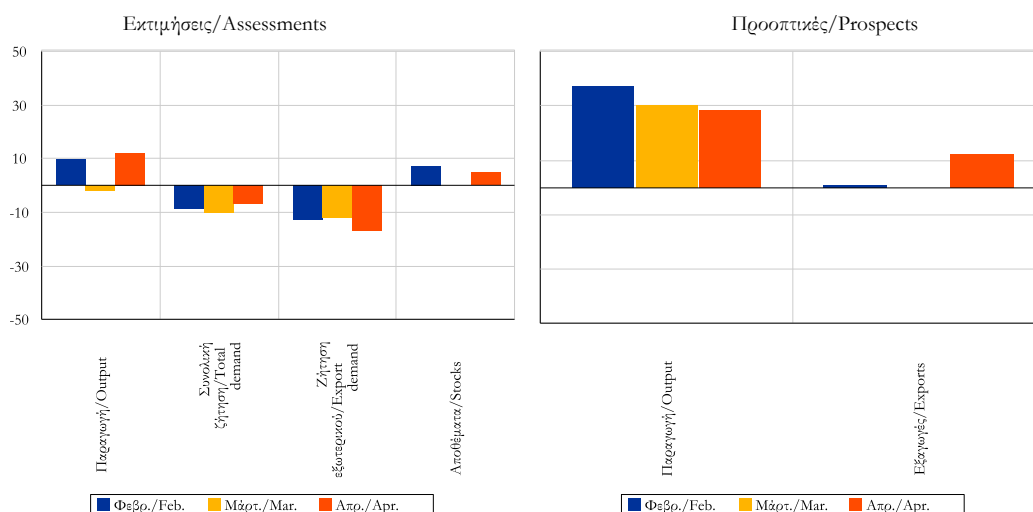 Εκτιμήσεις/Assessments
50
30
10
-10
-30
-50
Παραγωγή/Output
Συνολική
ζήτηση/Total
demand
Ζήτηση
εξωτερικού/Export
demand
Αποθέματα/Stocks
Φεβρ./Feb.
Μάρτ./Mar.
Απρ./Apr.
Προοπτικές/Prospects
Παραγωγή/Output
Εξαγωγές/Exports
Φεβρ./Feb.
Μάρτ./Mar.
Απρ./Apr.